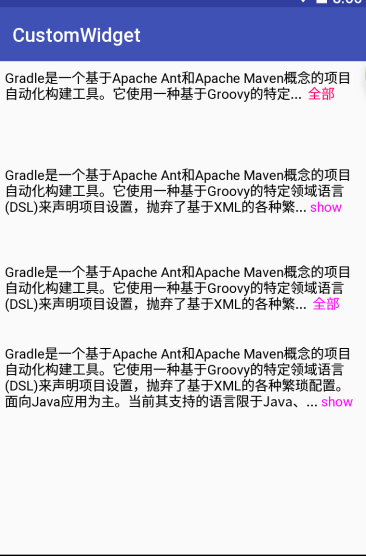 CustomWidget
Gradle是一个基于Apache Ant和Apache Maven概念的项目
自动化构建工具。它使用一种基于Groovy的特定... 全部
Gradle是一个基于Apache Ant和Apache Maven概念的项目
自动化构建工具。它使用一种基于Groovy的特定领域语言
(DSL)来声明项目设置，抛弃了基于XML的各种繁... show
Gradle是一个基于Apache Ant和Apache Maven概念的项目
自动化构建工具。它使用一种基于Groovy的特定领域语言
(DSL)来声明项目设置，抛弃了基于XML的各种繁... 全部
Gradle是一个基于Apache Ant和Apache Maven概念的项目
自动化构建工具。它使用一种基于Groovy的特定领域语言
(DSL)来声明项目设置，抛弃了基于XML的各种繁琐配置。
面向Java应用为主。当前其支持的语言限于Java、... show